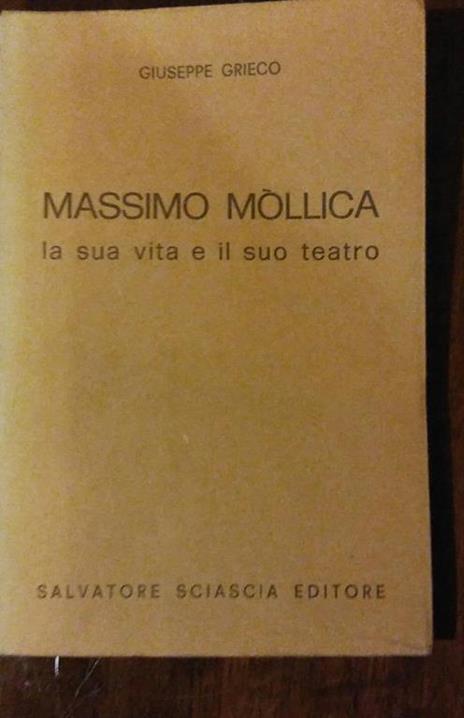 GIUSEPPE GRIECO
MASSIMO MÒLLICA
la sua vita e il suo teatro
SALVATORE SCIASCIA EDITORE